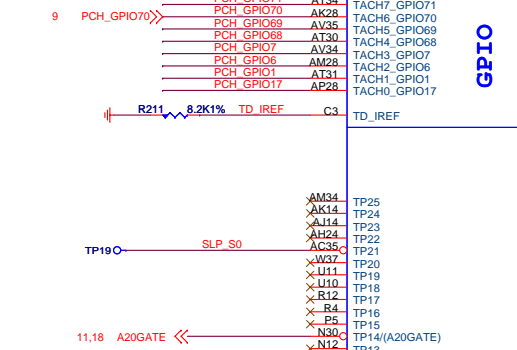 AT34 TACH7_GPIO71
9 PCH_GPIO70 PCH_GPIO70 AK28 TACH6_GPIO70
PCH_GPIO69 AV35 TACH5_GPIO69
PCH_GPIO68 AT30 TACH4_GPIO68
PCH_GPIO7 AV34 TACH3_GPIO7
PCH_GPIO6 AM28 TACH2_GPIO6
PCH_GPIO1 AT31 TACH1_GPIO1
PCH_GPIO17 AP28 TACH0_GPIO17
GPIO
R211 8.2K1% TD_IREF C3 TD_IREF
AM34 TP25
AK14 TP24
AJ14 TP23
AH24 TP22
TP19 SLP_S0 AC35 TP21
W37 TP20
U11 TP19
U10 TP18
R12 TP17
R4 TP16
P5 TP15
11,18 A20GATE N30 TP14/(A20GATE)
N12 TP13